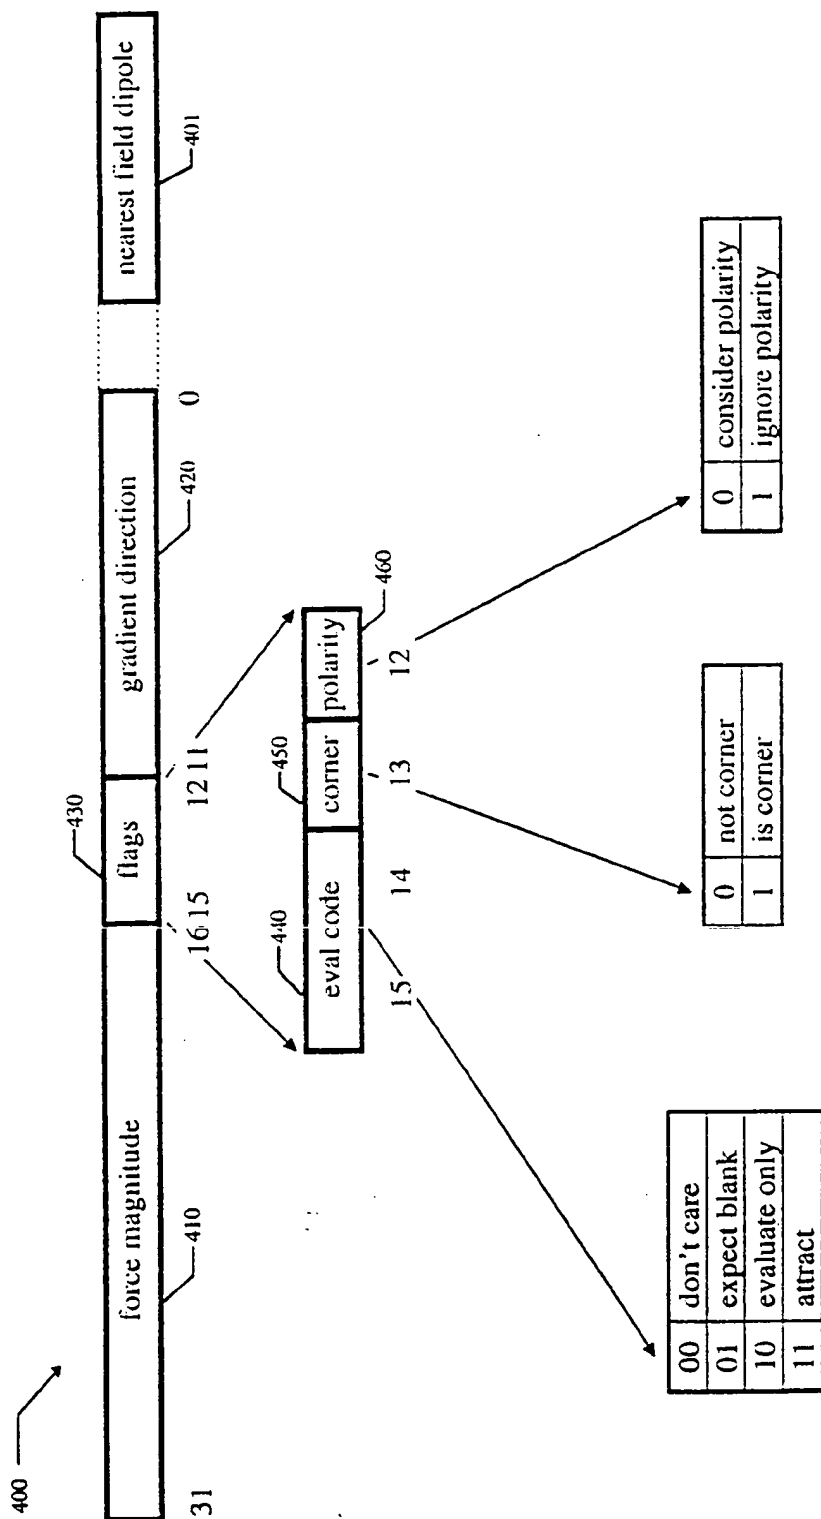 400
430
force magnitude
flags
gradient direction
nearest field dipole
31
410
16 15
12 11
420
0
401
440
450
eval code
corner
polarity
460
15
14
13
12
00 don't care
01 expect blank
10 evaluate only
11 attract
0 not corner
1 is corner
0 consider polarity
1 ignore polarity